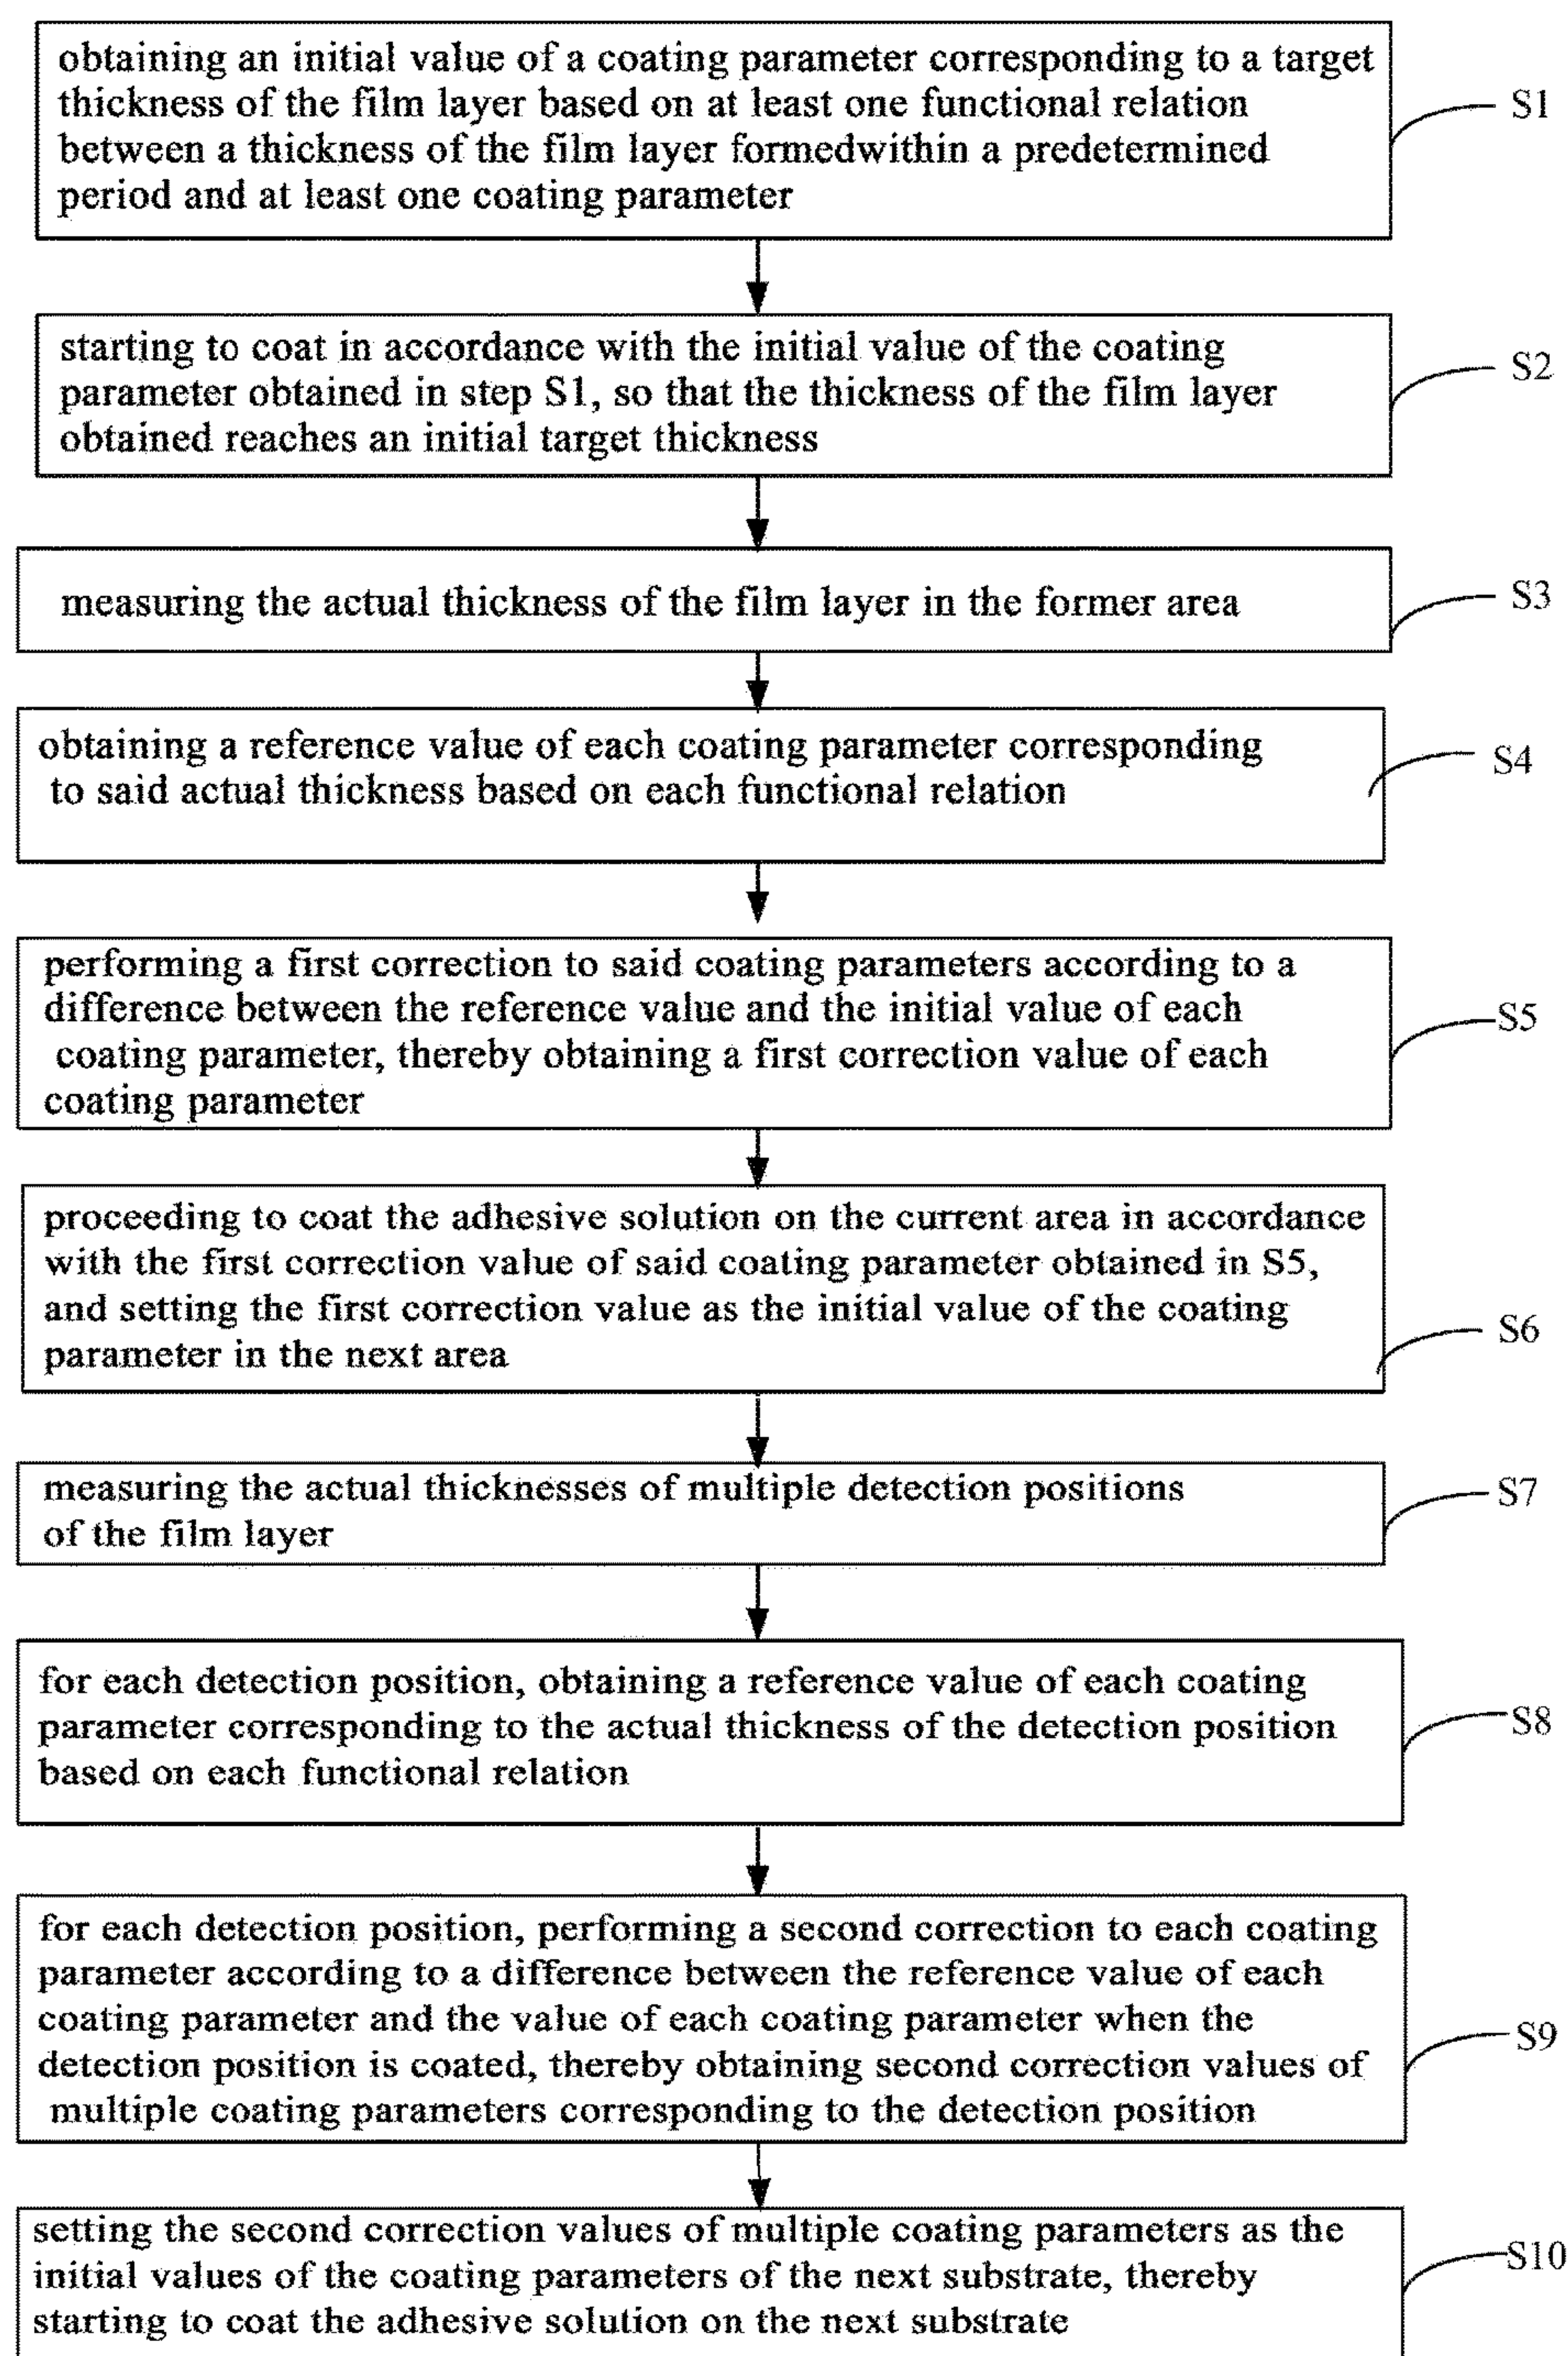 obtaining an initial value of a coating parameter corresponding to a target
thickness of the film layer based on at least one functional relation
between a thickness of the film layer formedwithin a predetermined
period and at least one coating parameter
S1
starting to coat in accordance with the initial value of the coating
parameter obtained in step S1, so that the thickness of the film layer
obtained reaches an initial target thickness
S2
measuring the actual thickness of the film layer in the former area
S3
obtaining a reference value of each coating parameter corresponding
to said actual thickness based on each functional relation
S4
performing a first correction to said coating parameters according to a
difference between the reference value and the initial value of each
coating parameter, thereby obtaining a first correction value of each
coating parameter
S5
proceeding to coat the adhesive solution on the current area in accordance
with the first correction value of said coating parameter obtained in S5,
and setting the first correction value as the initial value of the coating
parameter in the next area
S6
measuring the actual thicknesses of multiple detection positions
of the film layer
S7
for each detection position, obtaining a reference value of each coating
parameter corresponding to the actual thickness of the detection position
based on each functional relation
S8
for each detection position, performing a second correction to each coating
parameter according to a difference between the reference value of each
coating parameter and the value of each coating parameter when the
detection position is coated, thereby obtaining second correction values of
multiple coating parameters corresponding to the detection position
S9
setting the second correction values of multiple coating parameters as the
initial values of the coating parameters of the next substrate, thereby
starting to coat the adhesive solution on the next substrate
S10